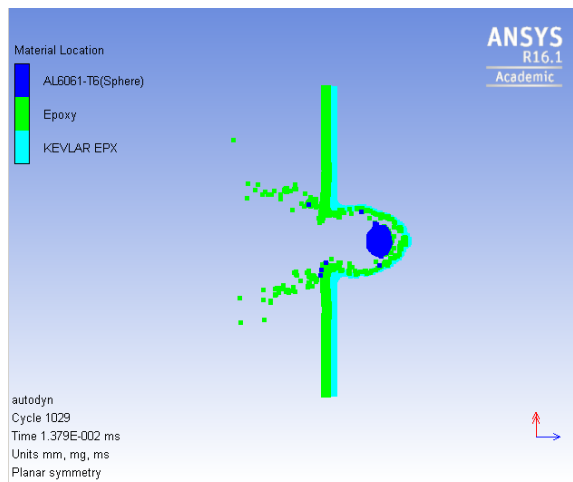 ANSYS
R16.1
Academic
Material Location
AL6061-T6(Sphere)
Epoxy
KEVLAR EPX
autodyn
Cycle 1029
Time 1.379E-002 ms
Units mm, mg, ms
Planar symmetry